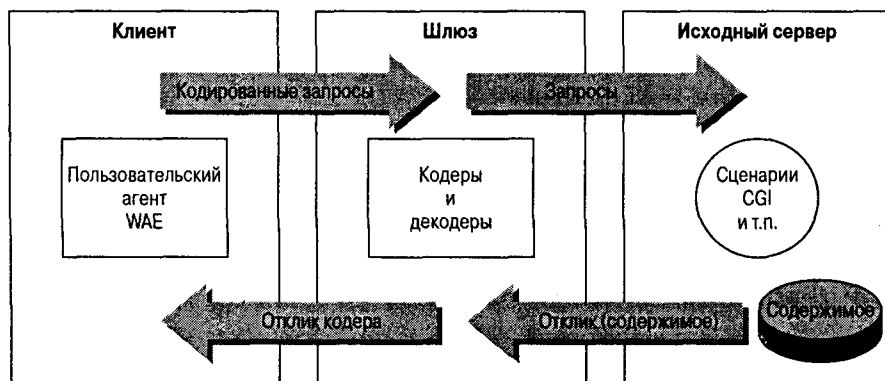 Клиент
Шлюз
Исходный сервер
Кодированные запросы
Запросы
Пользовательский
агент
WAE
Кодеры
и
декодеры
Сценарии
CGI
и т.п.
Отклик кодера
Отклик (содержимое)
Содержимое